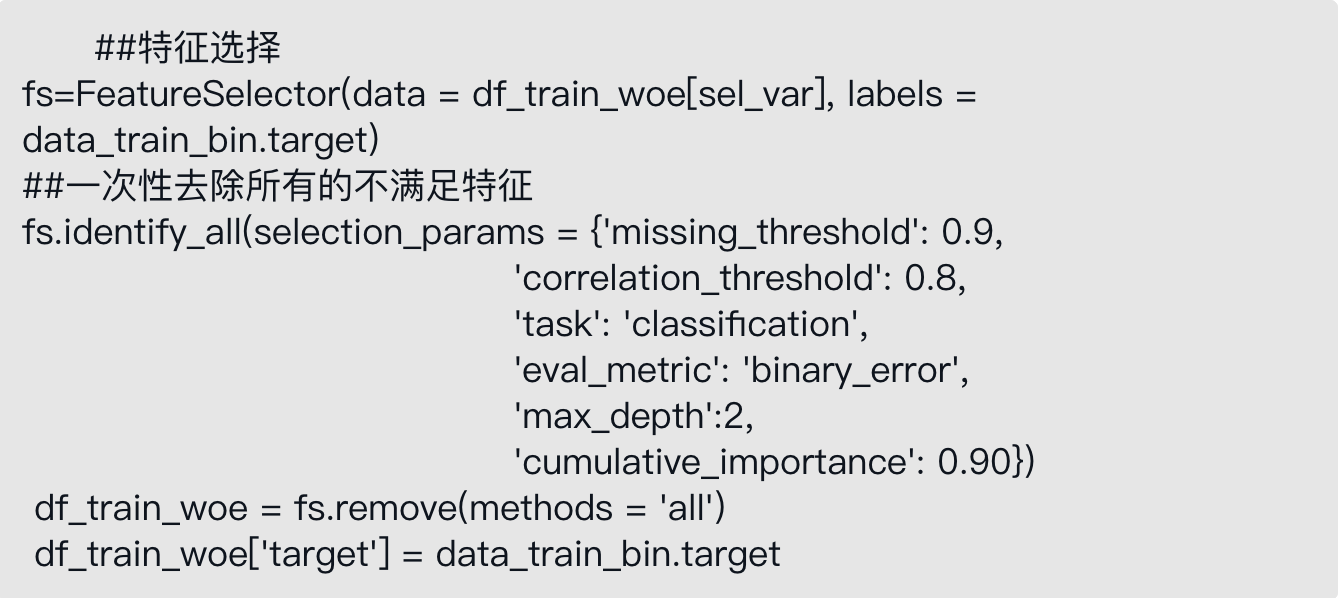 ##特征选择
fs=FeatureSelector(data = df_train_woe[sel_var], labels =
data_train_bin.target)
##一次性去除所有的不满足特征
fs.identify_all(selection_params = {'missing_threshold': 0.9,
'correlation_threshold': 0.8,
'task': 'classification',
'eval_metric': 'binary_error',
'max_depth':2,
'cumulative_importance': 0.90})
df_train_woe = fs.remove(methods = 'all')
df_train_woe['target'] = data_train_bin.target